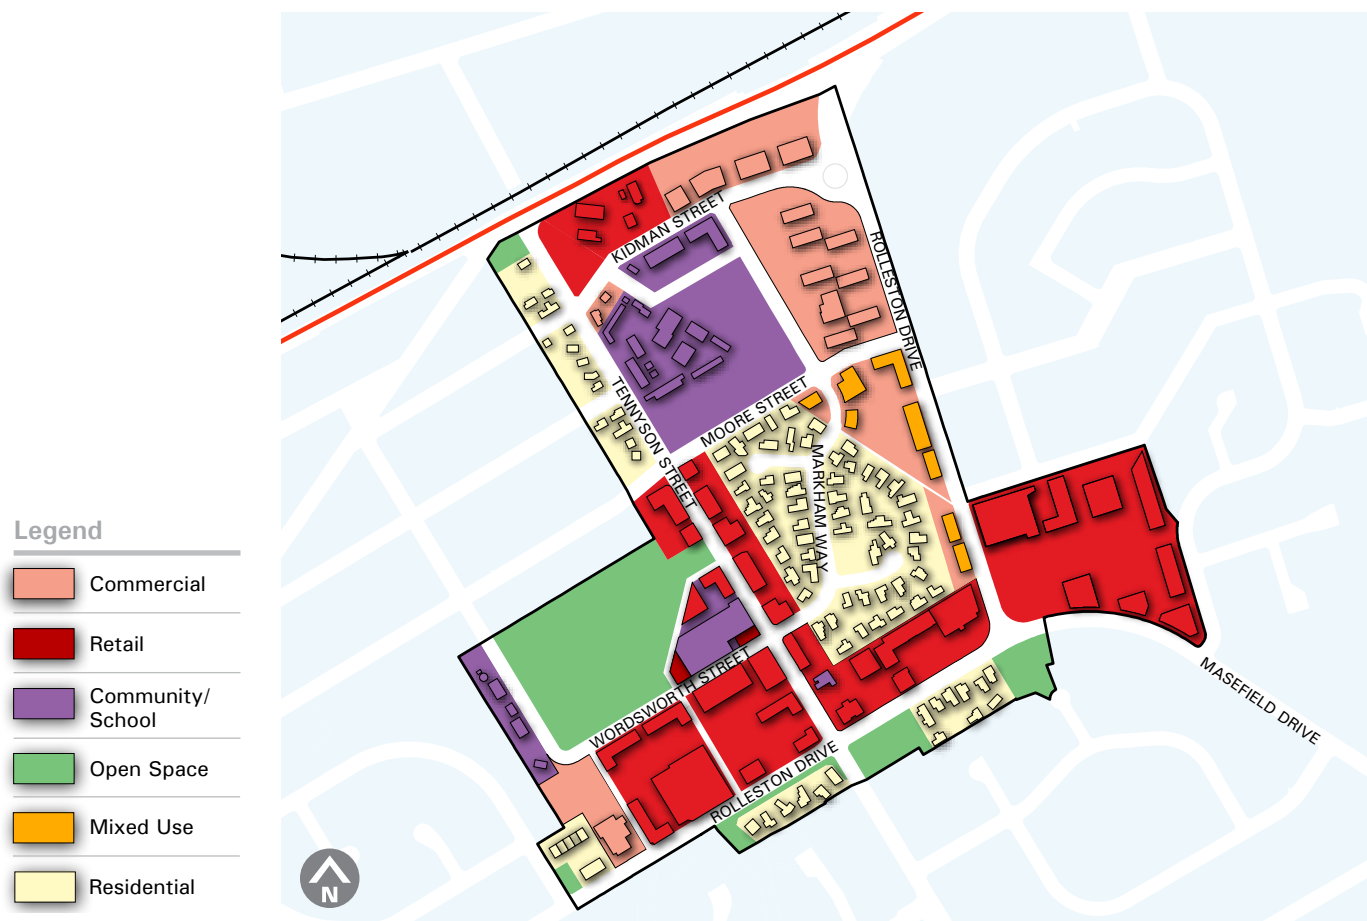 KIDMAN STREET
ROLLESTON DRIVE
TENNYSON STREET
MOORE STREET
MARKHAM WAY
WORDSWORTH STREET
ROLLESTON DRIVE
MASEFIELD DRIVE
Legend
Commercial
Retail
Community/
School
Open Space
Mixed Use
Residential
N